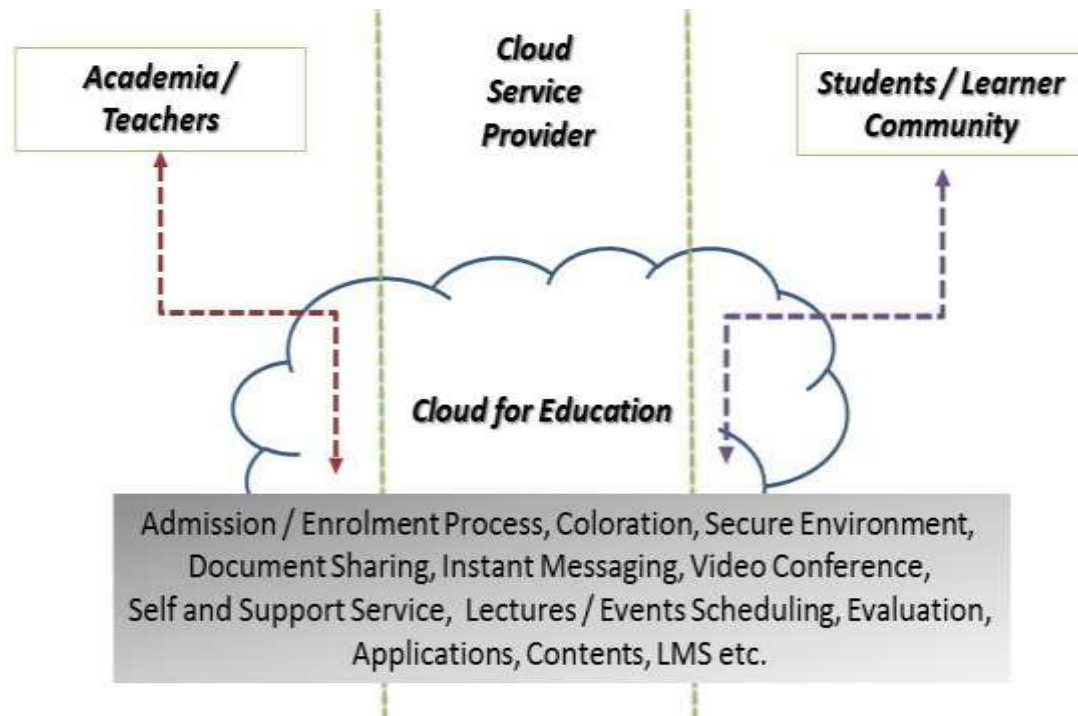 Academia /
Teachers
Cloud
Service
Provider
Students / Learner
Community
Cloud for Education
Admission / Enrolment Process, Coloration, Secure Environment,
Document Sharing, Instant Messaging, Video Conference,
Self and Support Service, Lectures / Events Scheduling, Evaluation,
Applications, Contents, LMS etc.